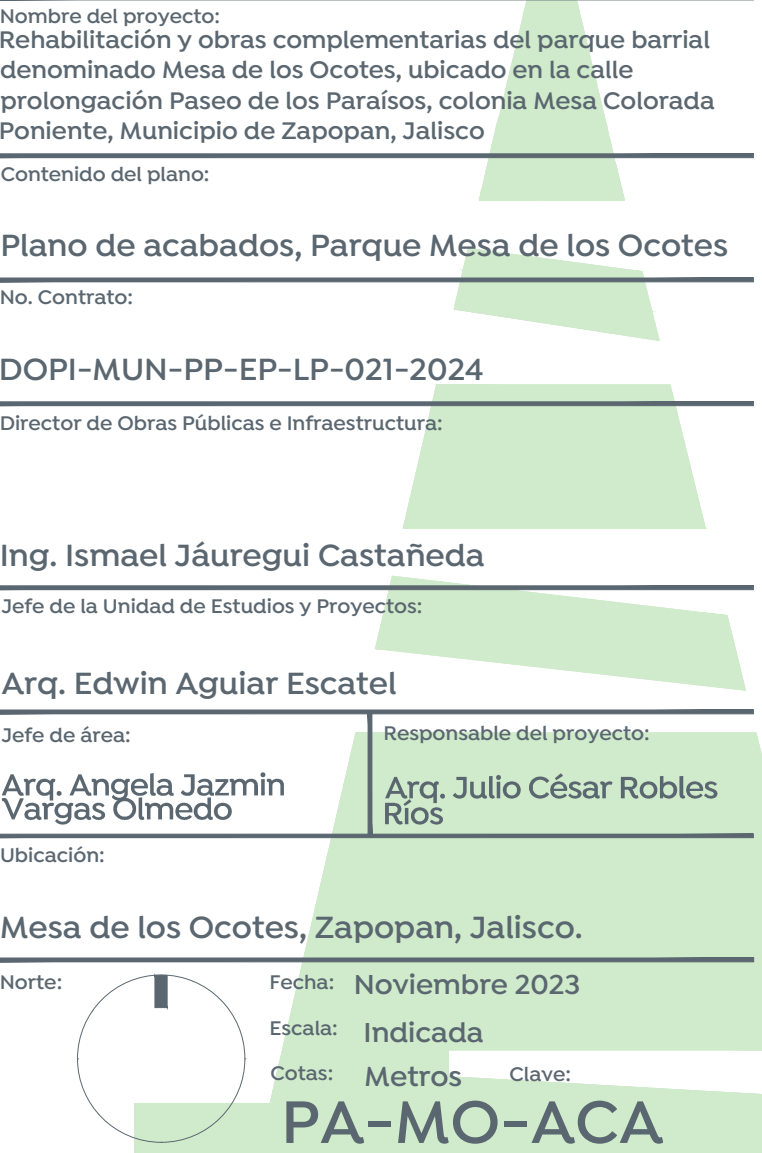 Nombre del proyecto:
Rehabilitación y obras complementarias del parque barrial
denominado Mesa de los Ocotes, ubicado en la calle
prolongación Paseo de los Paraísos, colonia Mesa Colorada
Poniente, Municipio de Zapopan, Jalisco
Contenido del plano:
Plano de acabados, Parque Mesa de los Ocotes
No. Contrato:
DOPI-MUN-PP-EP-LP-021-2024
Director de Obras Públicas e Infraestructura:
Ing. Ismael Jáuregui Castañeda
Jefe de la Unidad de Estudios y Proyectos:
Arq. Edwin Aguiar Escatel
Jefe de área:
Arq. Angela Jazmin
Vargas Olmedo
Responsable del proyecto:
Arq. Julio César Robles
Ríos
Ubicación:
Mesa de los Ocotes, Zapopan, Jalisco.
Norte:
Fecha: Noviembre 2023
Escala: Indicada
Cotas: Metros
Clave:
PA-MO-ACA